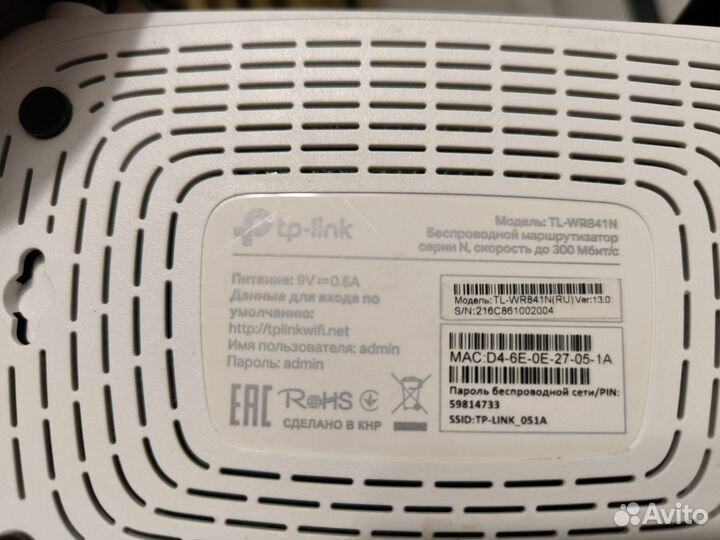 tp-link
Модель: TL-WR841N
Беспроводной маршрутизатор
серии N, скорость до 300 Мбит/с
Питание: 9V⎓0.6A
Данные для входа по
умолчанию:
http://tplinkwifi.net
Имя пользователя: admin
Пароль: admin
EAC RoHS
СДЕЛАНО В КНР
Модель:TL-WR841N(RU) Ver:13.0
S/N:216C861002004
MAC:D4-6E-0E-27-05-1A
Пароль беспроводной сети/PIN:
59814733
SSID:TP-LINK_051A
Avito